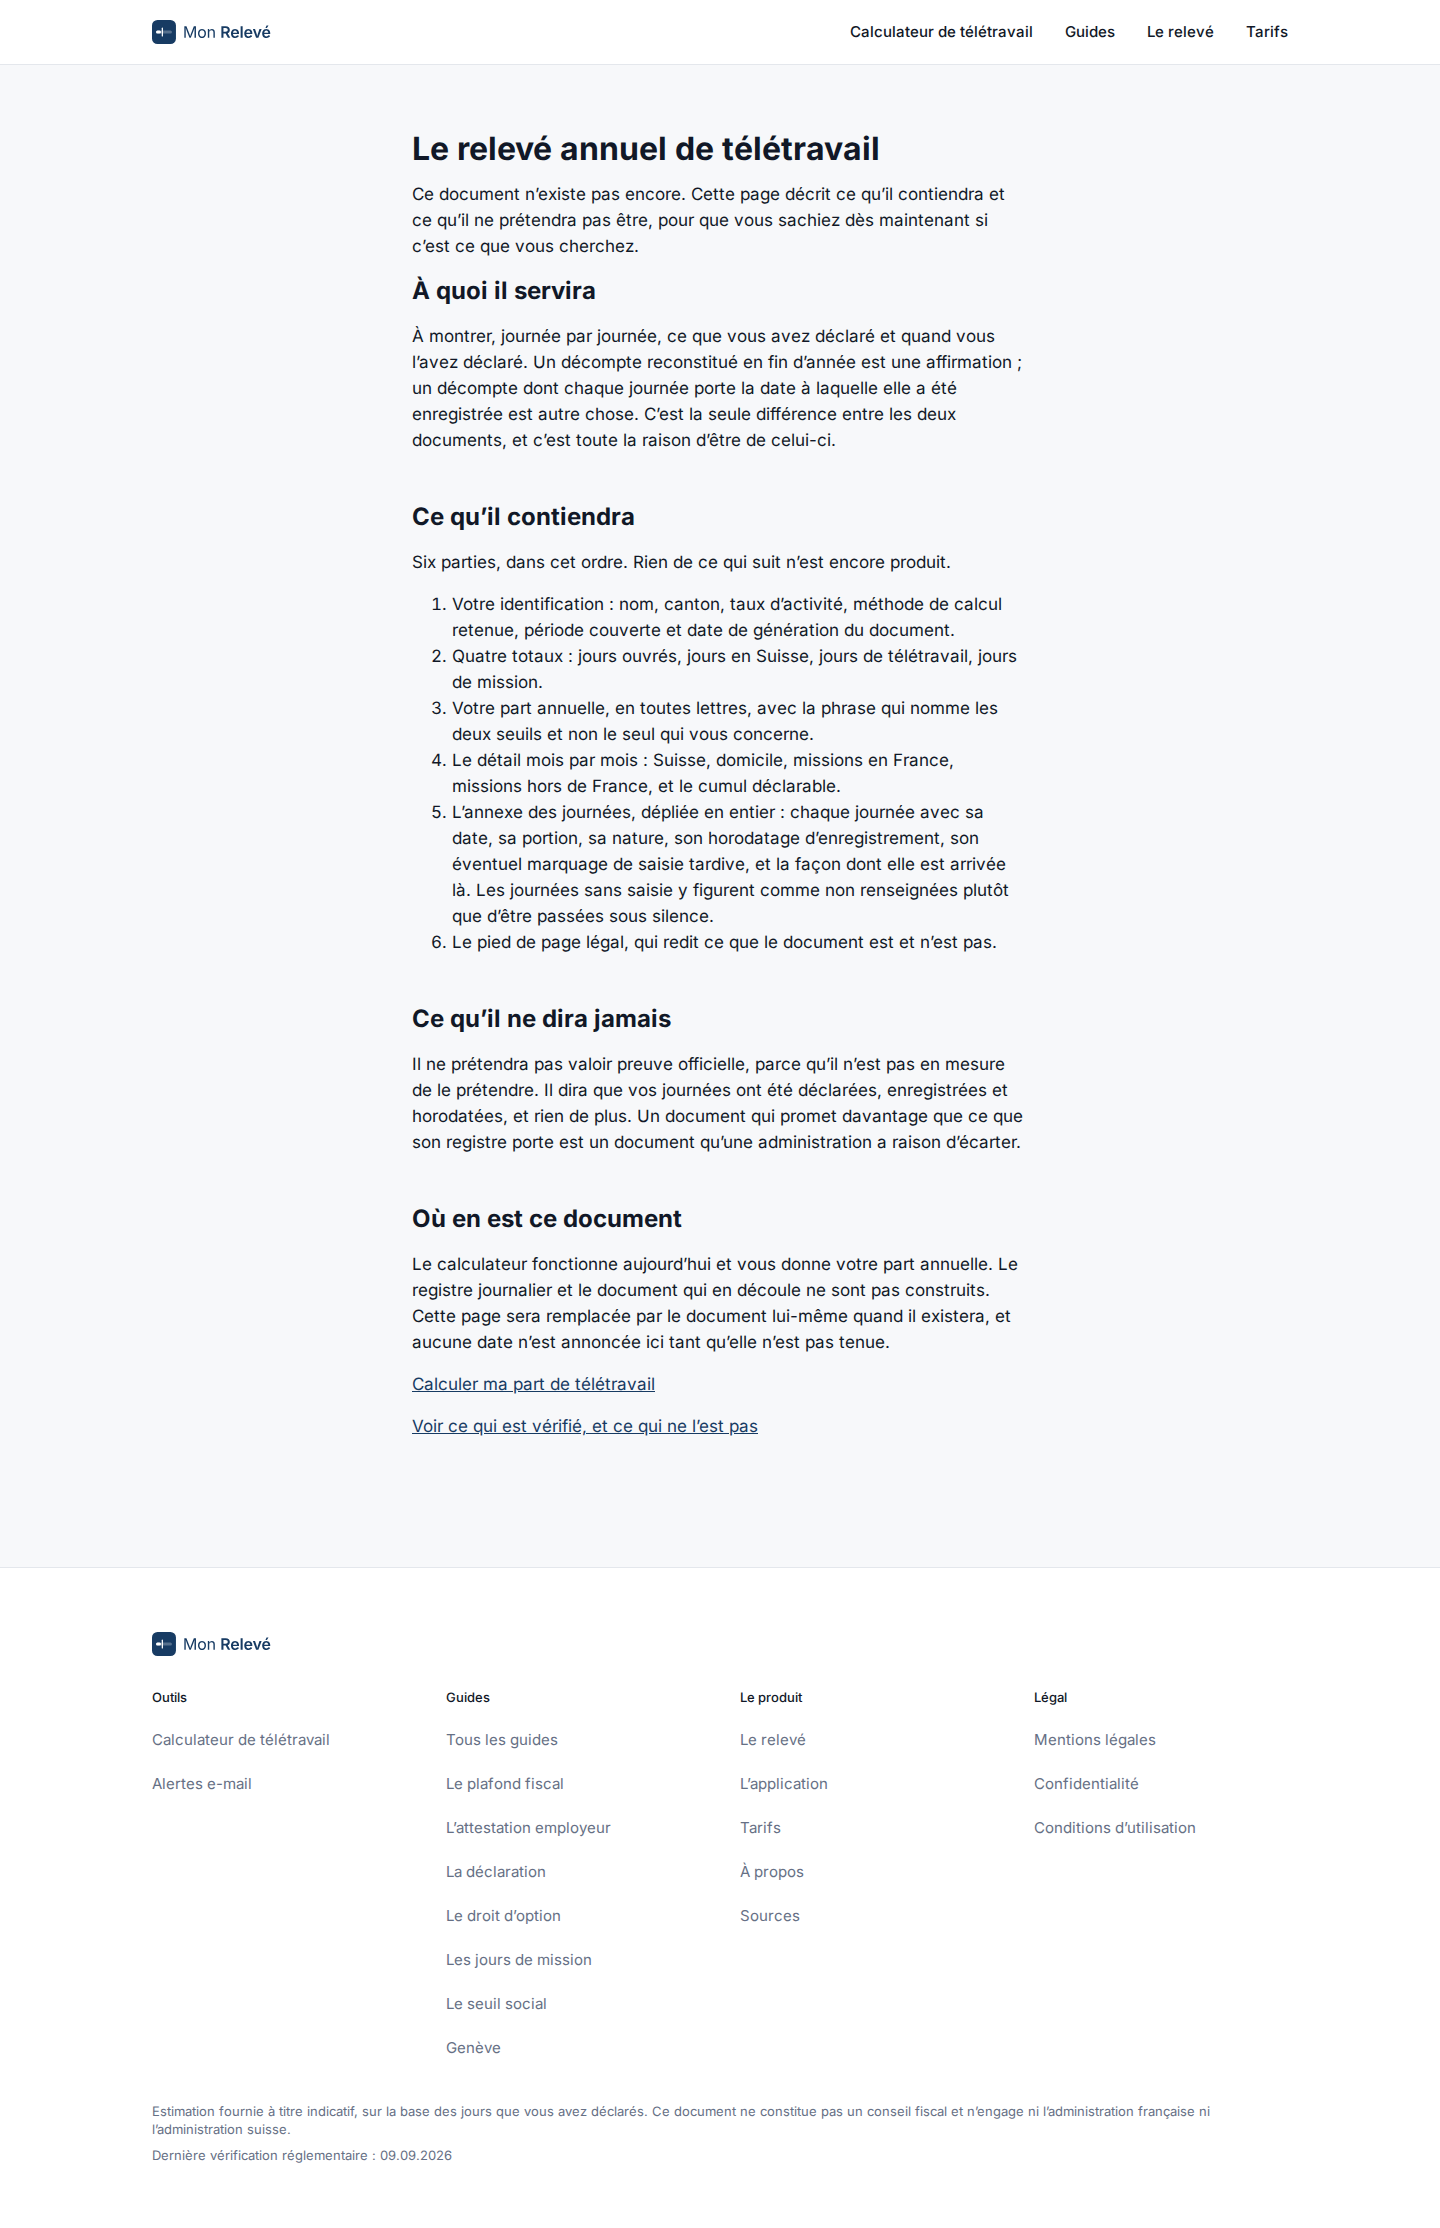 Mon Relevé
Calculateur de télétravail
Guides
Le relevé
Tarifs
Le relevé annuel de télétravail
Ce document n’existe pas encore. Cette page décrit ce qu’il contiendra et
ce qu’il ne prétendra pas être, pour que vous sachiez dès maintenant si
c’est ce que vous cherchez.
À quoi il servira
À montrer, journée par journée, ce que vous avez déclaré et quand vous
l’avez déclaré. Un décompte reconstitué en fin d’année est une affirmation ;
un décompte dont chaque journée porte la date à laquelle elle a été
enregistrée est autre chose. C’est la seule différence entre les deux
documents, et c’est toute la raison d’être de celui-ci.
Ce qu’il contiendra
Six parties, dans cet ordre. Rien de ce qui suit n’est encore produit.
1. Votre identification : nom, canton, taux d’activité, méthode de calcul
retenue, période couverte et date de génération du document.
2. Quatre totaux : jours ouvrés, jours en Suisse, jours de télétravail, jours
de mission.
3. Votre part annuelle, en toutes lettres, avec la phrase qui nomme les
deux seuils et non le seul qui vous concerne.
4. Le détail mois par mois : Suisse, domicile, missions en France,
missions hors de France, et le cumul déclarable.
5. L’annexe des journées, dépliée en entier : chaque journée avec sa
date, sa portion, sa nature, son horodatage d’enregistrement, son
éventuel marquage de saisie tardive, et la façon dont elle est arrivée
là. Les journées sans saisie y figurent comme non renseignées plutôt
que d’être passées sous silence.
6. Le pied de page légal, qui redit ce que le document est et n’est pas.
Ce qu’il ne dira jamais
Il ne prétendra pas valoir preuve officielle, parce qu’il n’est pas en mesure
de le prétendre. Il dira que vos journées ont été déclarées, enregistrées et
horodatées, et rien de plus. Un document qui promet davantage que ce que
son registre porte est un document qu’une administration a raison d’écarter.
Où en est ce document
Le calculateur fonctionne aujourd’hui et vous donne votre part annuelle. Le
registre journalier et le document qui en découle ne sont pas construits.
Cette page sera remplacée par le document lui-même quand il existera, et
aucune date n’est annoncée ici tant qu’elle n’est pas tenue.
Calculer ma part de télétravail
Voir ce qui est vérifié, et ce qui ne l’est pas
Mon Relevé
Outils
Calculateur de télétravail
Alertes e-mail
Guides
Tous les guides
Le plafond fiscal
L’attestation employeur
La déclaration
Le droit d’option
Les jours de mission
Le seuil social
Genève
Le produit
Le relevé
L’application
Tarifs
À propos
Sources
Légal
Mentions légales
Confidentialité
Conditions d’utilisation
Estimation fournie à titre indicatif, sur la base des jours que vous avez déclarés. Ce document ne constitue pas un conseil fiscal et n’engage ni l’administration française ni
l’administration suisse.
Dernière vérification réglementaire : 09.09.2026